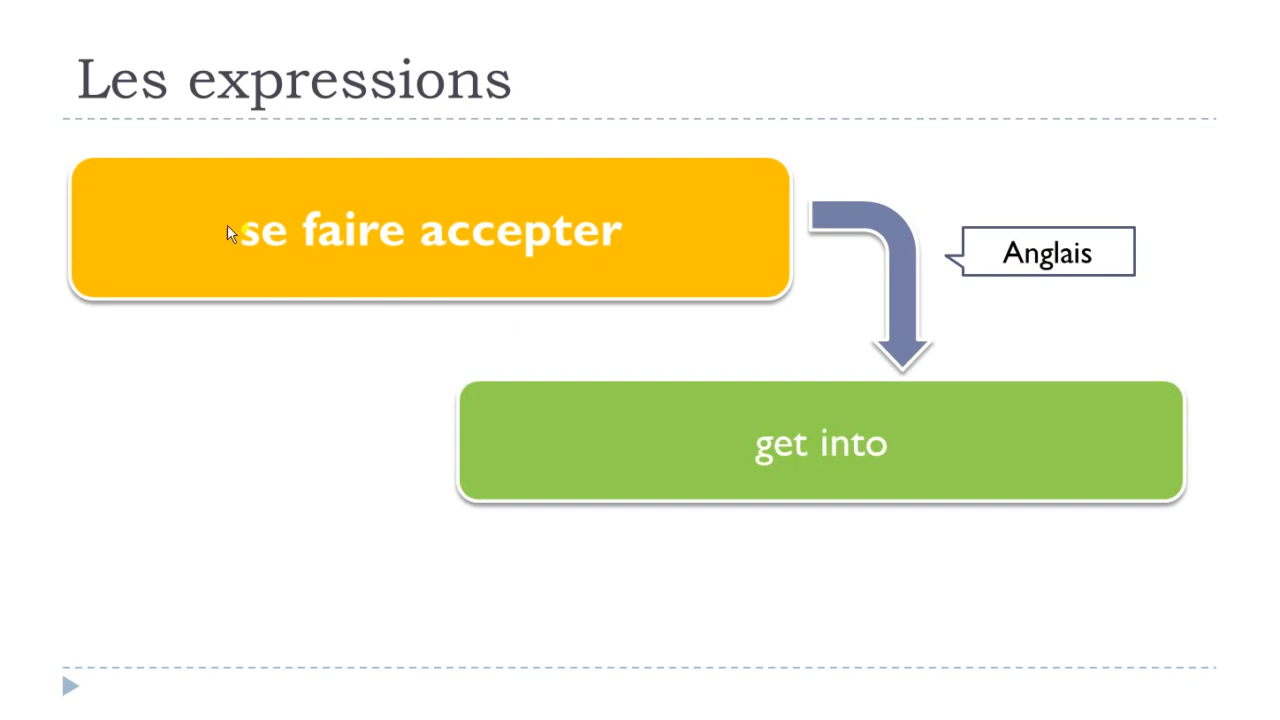 Les expressions
se faire accepter
Anglais
get into